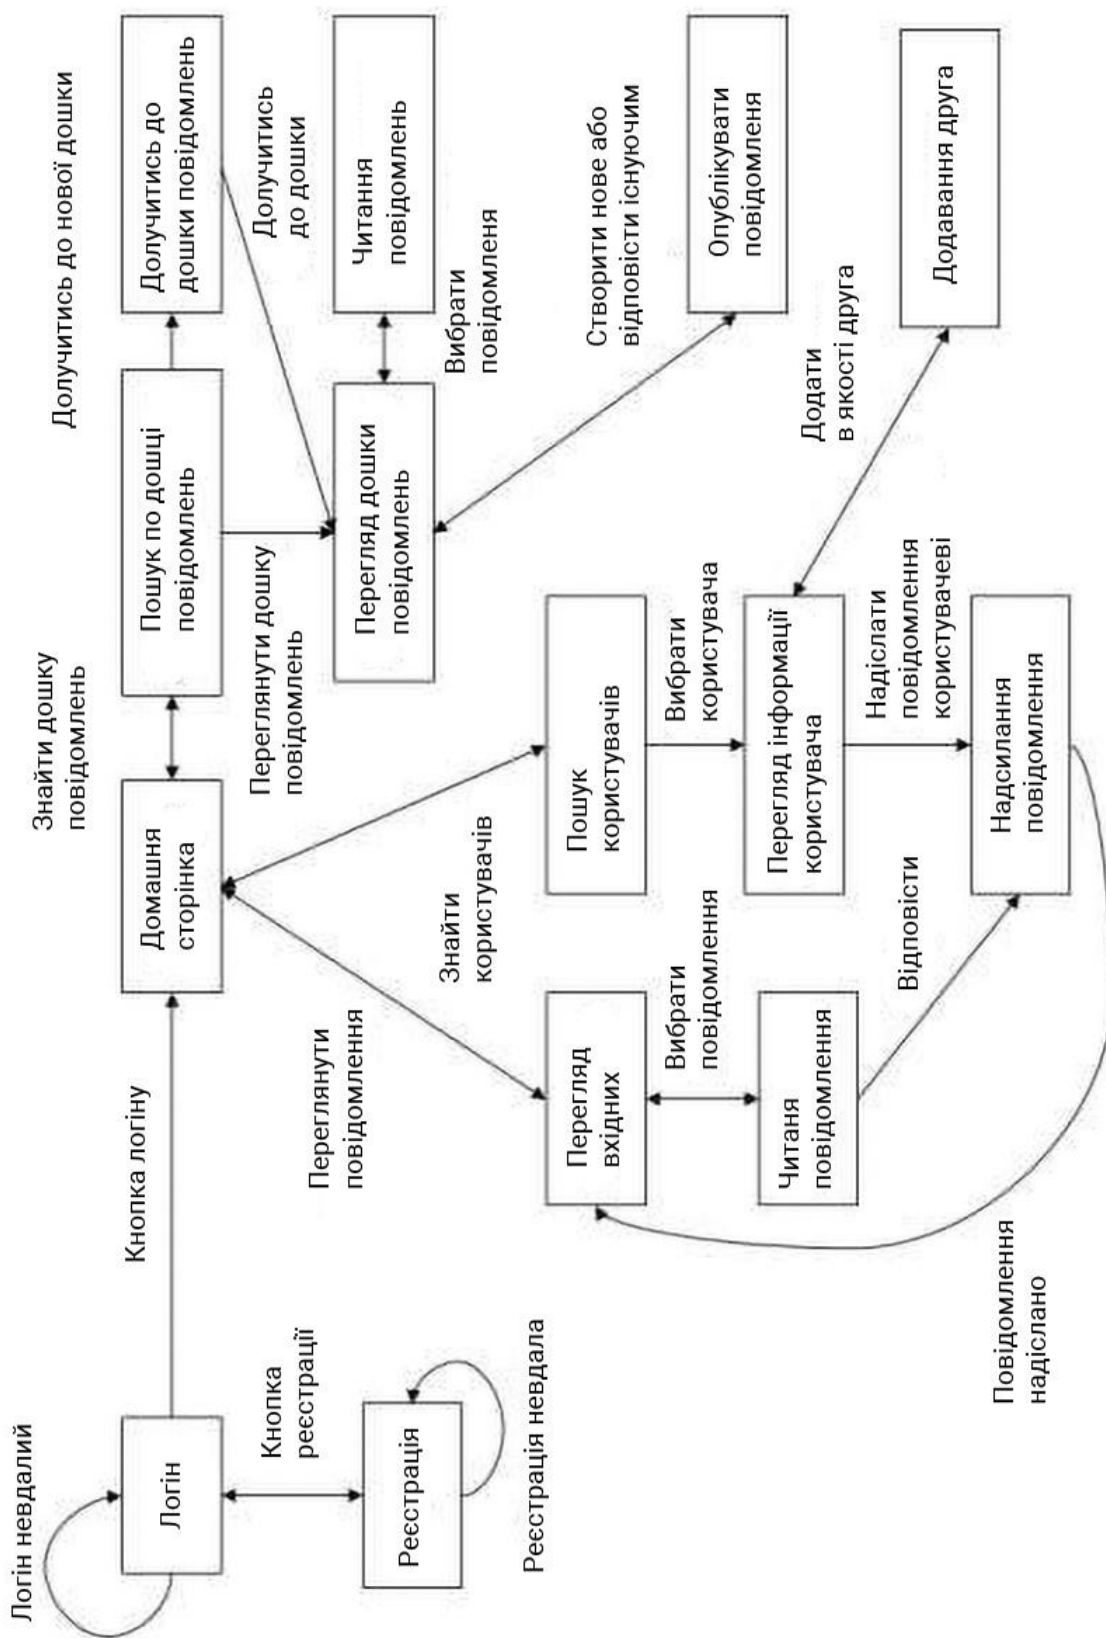 Логін невдалий
Логін
Кнопка
реєстрації
Реєстрація
Реєстрація невдала
Кнопка логіну
Домашня
сторінка
Знайти дошку
повідомлень
Пошук по дошці
повідомлень
Долучитись до нової дошки
Долучитись до
дошки повідомлень
Долучитись
до дошки
Переглянути дошку
повідомлень
Перегляд дошки
повідомлень
Вибрати
повідомленя
Читання
повідомлень
Створити нове або
відповісти існуючим
Опублікувати
повідомленя
Переглянути
повідомлення
Знайти
користувачів
Перегляд
вхідних
Вибрати
повідомлення
Читаня
повідомлення
Відповісти
Пошук
користувачів
Вибрати
користувача
Перегляд інформації
користувача
Додати
в якості друга
Додавання друга
Надіслати
повідомлення
користувачеві
Надсилання
повідомлення
Повідомлення
надіслано